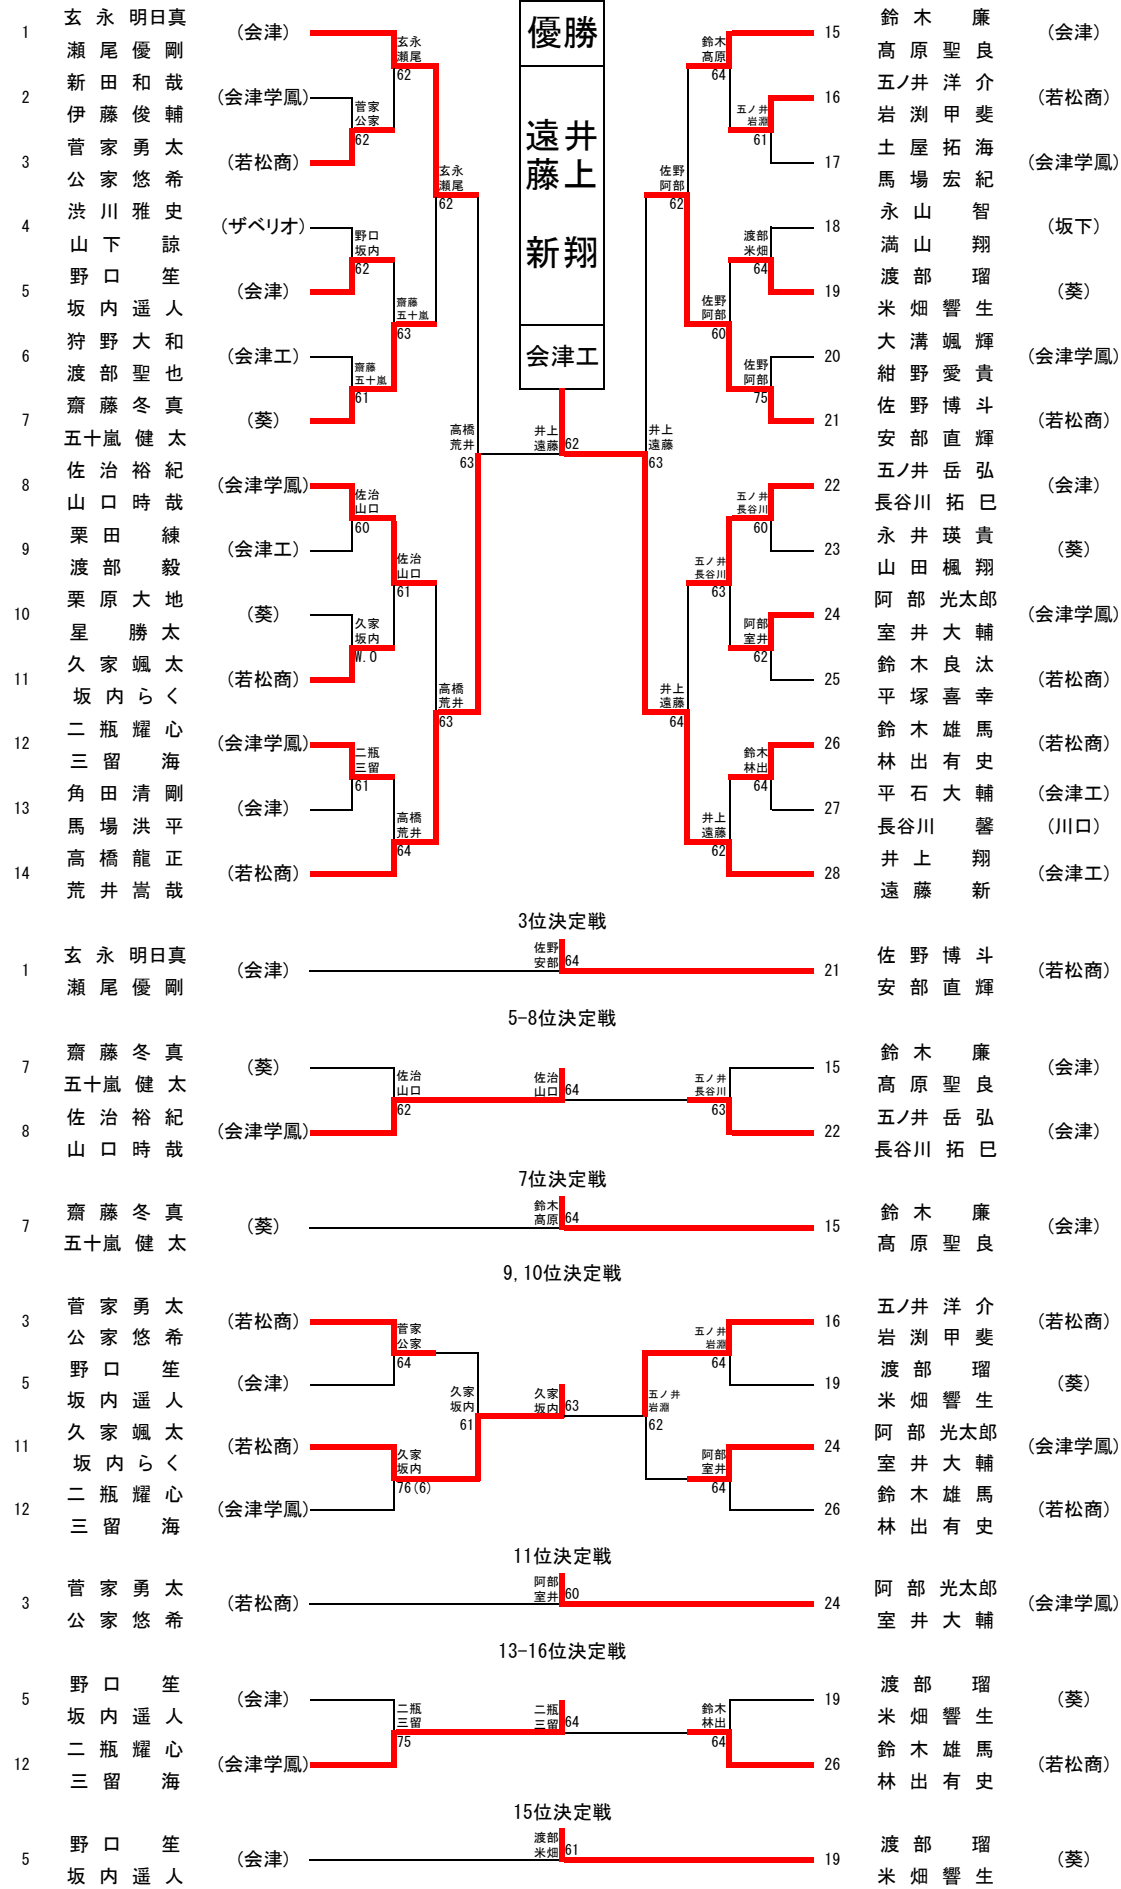 優勝
遠藤 新
井上 翔
会津工
1 玄永 明日真 (会津)
瀬尾優剛
2 新田和哉 (会津学鳳)
伊藤俊輔
3 菅家勇太 (若松商)
公家悠希
4 渋川雅史 (ザベリオ)
山下 諒
5 野口 笙 (会津)
坂内遥人
6 狩野大和 (会津工)
渡部聖也
7 齋藤冬真 (葵)
五十嵐 健太
8 佐治裕紀 (会津学鳳)
山口時哉
9 栗田 練 (会津工)
渡部 毅
10 栗原大地 (葵)
星 勝太
11 久家颯太 (若松商)
坂内らく
12 二瓶耀心 (会津学鳳)
三留 海
13 角田清剛 (会津)
馬場洪平
14 高橋龍正 (若松商)
荒井嵩哉
玄永
瀬尾
62
菅家
公家
62
玄永
瀬尾
62
野口
坂内
62
齋藤
五十嵐
63
齋藤
五十嵐
61
高橋
荒井
63
佐治
山口
60
佐治
山口
61
久家
坂内
W.O
高橋
荒井
63
二瓶
三留
61
高橋
荒井
64
井上
遠藤
62
15 鈴木 廉 (会津)
髙原聖良
16 五ノ井 洋介 (若松商)
岩渕甲斐
17 土屋拓海 (会津学鳳)
馬場宏紀
18 永山 智 (坂下)
満山 翔
19 渡部 瑠 (葵)
米畑響生
20 大溝颯輝 (会津学鳳)
紺野愛貴
21 佐野博斗 (若松商)
安部直輝
22 五ノ井 岳弘 (会津)
長谷川 拓巳
23 永井瑛貴 (葵)
山田楓翔
24 阿部 光太郎 (会津学鳳)
室井大輔
25 鈴木良汰 (若松商)
平塚喜幸
26 鈴木雄馬 (若松商)
林出有史
27 平石大輔 (会津工)
長谷川 馨 (川口)
28 井上 翔 (会津工)
遠藤 新
鈴木
高原
64
五ノ井
岩淵
61
佐野
阿部
62
渡部
米畑
64
佐野
阿部
60
佐野
阿部
75
井上
遠藤
63
五ノ井
長谷川
60
五ノ井
長谷川
63
阿部
室井
62
井上
遠藤
64
鈴木
林出
64
井上
遠藤
62
3位決定戦
1 玄永 明日真 (会津)
瀬尾優剛
佐野
安部
64
21 佐野博斗 (若松商)
安部直輝
5-8位決定戦
7 齋藤冬真 (葵)
五十嵐 健太
8 佐治裕紀 (会津学鳳)
山口時哉
佐治
山口
62
佐治
山口
64
五ノ井
長谷川
63
15 鈴木 廉 (会津)
髙原聖良
22 五ノ井 岳弘 (会津)
長谷川 拓巳
7位決定戦
7 齋藤冬真 (葵)
五十嵐 健太
鈴木
高原
64
15 鈴木 廉 (会津)
髙原聖良
9,10位決定戦
3 菅家勇太 (若松商)
公家悠希
5 野口 笙 (会津)
坂内遥人
11 久家颯太 (若松商)
坂内らく
12 二瓶耀心 (会津学鳳)
三留 海
菅家
公家
64
久家
坂内
61
久家
坂内
76(6)
久家
坂内
63
五ノ井
岩淵
64
五ノ井
岩淵
62
阿部
室井
64
16 五ノ井 洋介 (若松商)
岩渕甲斐
19 渡部 瑠 (葵)
米畑響生
24 阿部 光太郎 (会津学鳳)
室井大輔
26 鈴木雄馬 (若松商)
林出有史
11位決定戦
3 菅家勇太 (若松商)
公家悠希
阿部
室井
60
24 阿部 光太郎 (会津学鳳)
室井大輔
13-16位決定戦
5 野口 笙 (会津)
坂内遥人
12 二瓶耀心 (会津学鳳)
三留 海
二瓶
三留
75
二瓶
三留
64
鈴木
林出
64
19 渡部 瑠 (葵)
米畑響生
26 鈴木雄馬 (若松商)
林出有史
15位決定戦
5 野口 笙 (会津)
坂内遥人
渡部
米畑
61
19 渡部 瑠 (葵)
米畑響生